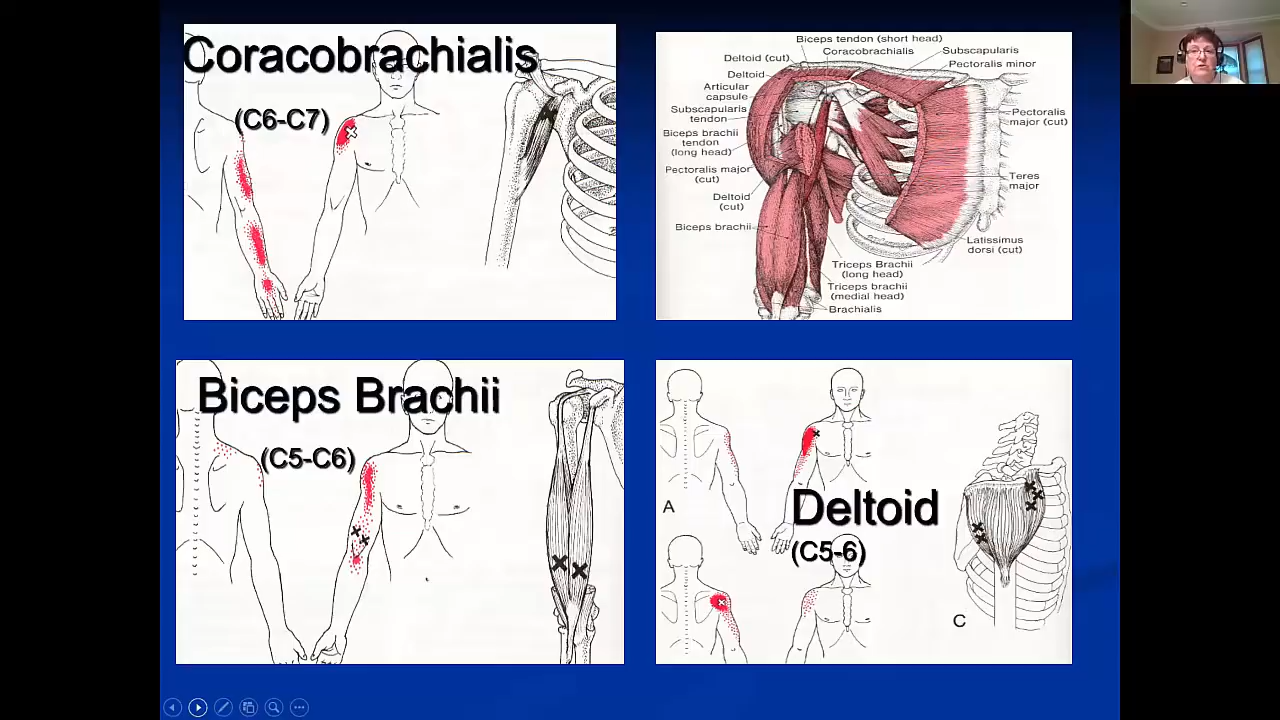 Coracobrachialis
(C6-C7)
Biceps tendon (short head)
Deltoid (cut)
Coracobrachialis
Subscapularis
Pectoralis minor
Deltoid
Articular
capsule
Subscapularis
tendon
Biceps brachii
tendon
(long head)
Pectoralis major
(cut)
Deltoid
(cut)
Biceps brachii
Pectoralis
major (cut)
Teres
major
Latissimus
dorsi (cut)
Triceps Brachii
(long head)
Triceps brachii
(medial head)
Brachialis
Biceps Brachii
(C5-C6)
A
Deltoid
(C5-6)
C